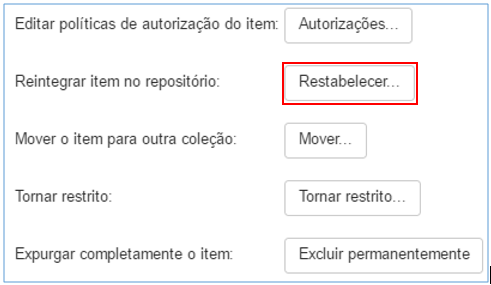 Editar políticas de autorização do item: Autorizações...
Reintegrar item no repositório: Restabelecer...
Mover o item para outra coleção: Mover...
Tornar restrito: Tornar restrito...
Expurgar completamente o item: Excluir permanentemente